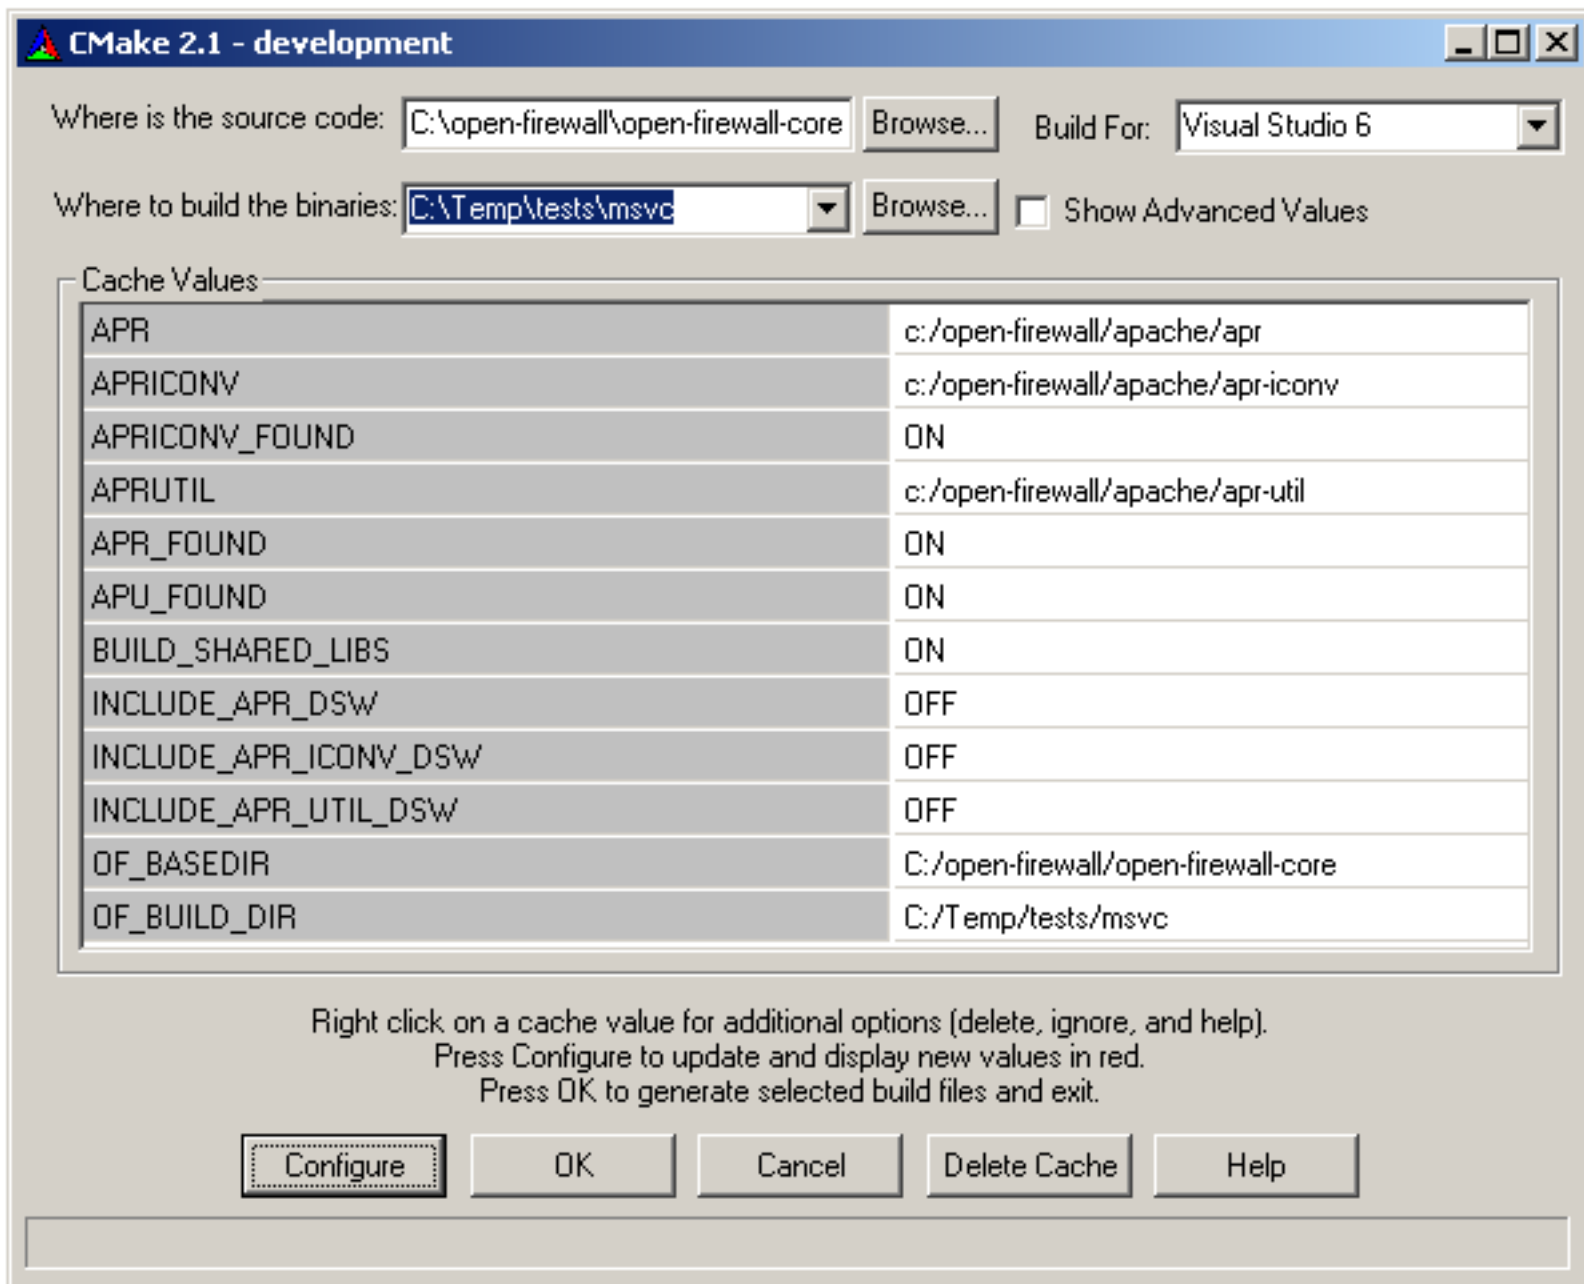 CMake 2.1 - development
Where is the source code: C:\open-firewall\open-firewall-core Browse... Build For: Visual Studio 6
Where to build the binaries: C:\Temp\tests\msvc Browse... Show Advanced Values
Cache Values
APR c:/open-firewall/apache/apr
APRICONV c:/open-firewall/apache/apr-iconv
APRICONV_FOUND ON
APRUTIL c:/open-firewall/apache/apr-util
APR_FOUND ON
APU_FOUND ON
BUILD_SHARED_LIBS ON
INCLUDE_APR_DSW OFF
INCLUDE_APR_ICONV_DSW OFF
INCLUDE_APR_UTIL_DSW OFF
OF_BASEDIR C:/open-firewall/open-firewall-core
OF_BUILD_DIR C:/Temp/tests/msvc
Right click on a cache value for additional options (delete, ignore, and help).
Press Configure to update and display new values in red.
Press OK to generate selected build files and exit.
Configure OK Cancel Delete Cache Help